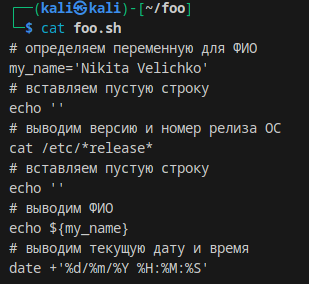 ┌──(kali㉿kali)-[~/foo]
└─$ cat foo.sh
# определяем переменную для ФИО
my_name='Nikita Velichko'
# вставляем пустую строку
echo ''
# выводим версию и номер релиза ОС
cat /etc/*release*
# вставляем пустую строку
echo ''
# выводим ФИО
echo ${my_name}
# выводим текущую дату и время
date +'%d/%m/%Y %H:%M:%S'